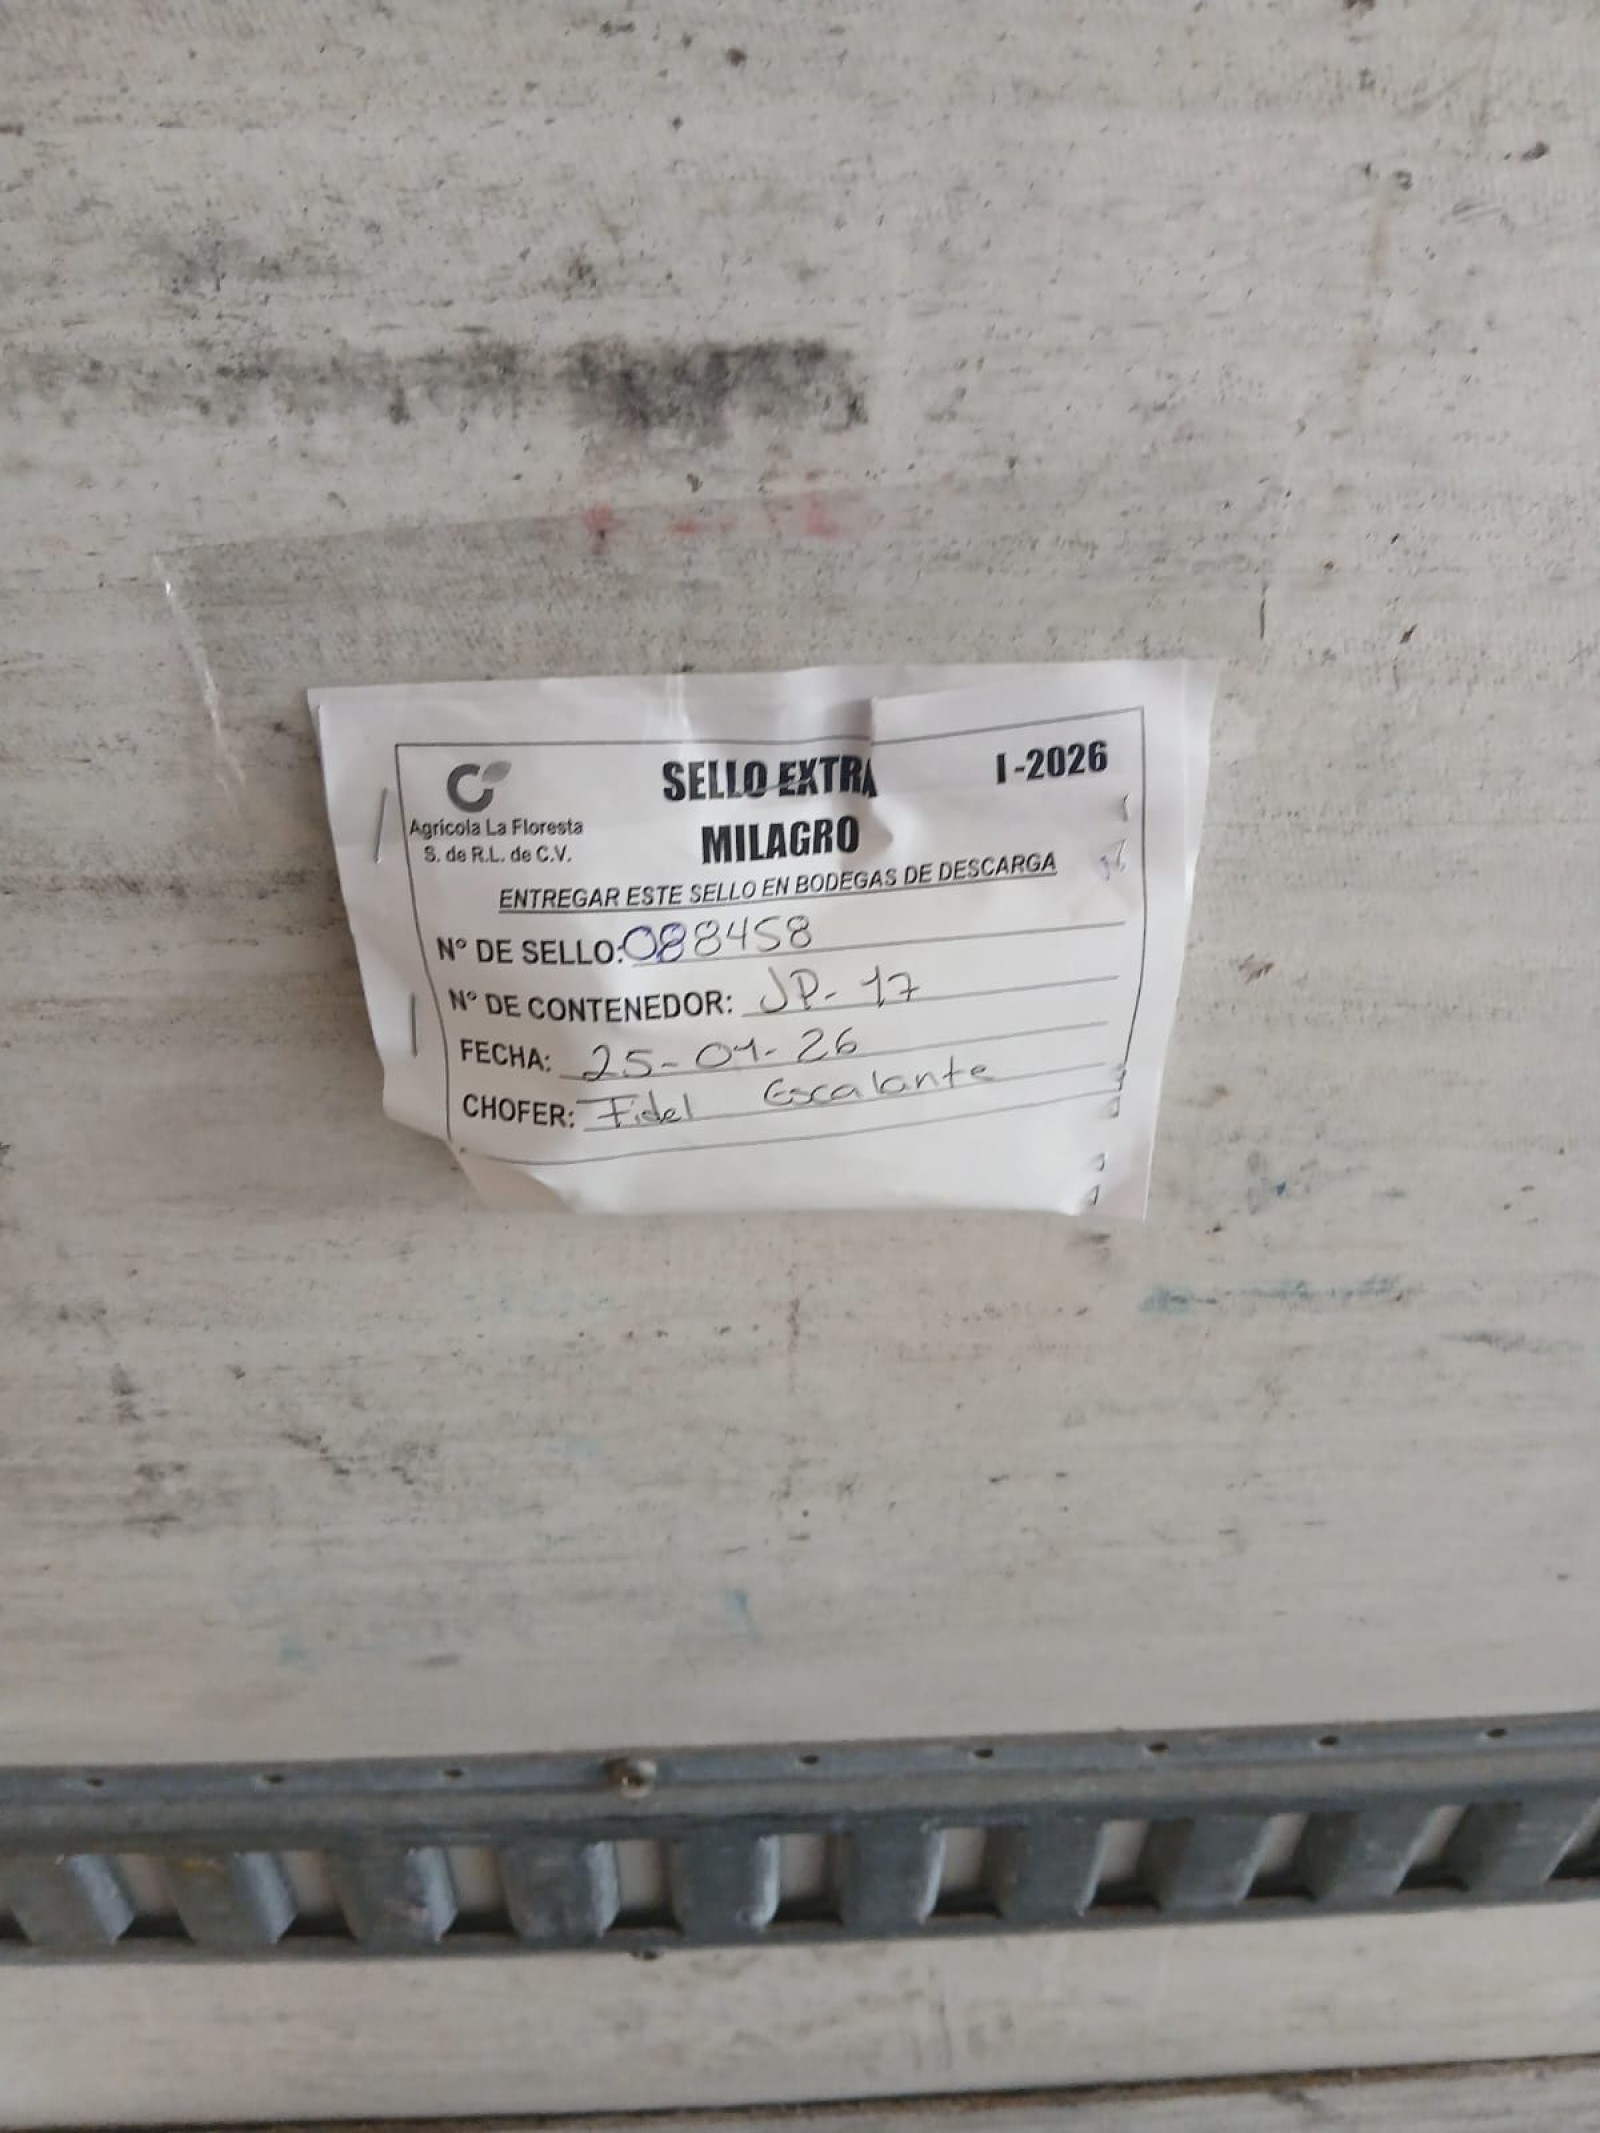 SELLO EXTRA I-2026
Agrícola La Floresta
MILAGRO
S. de R.L. de C.V.
ENTREGAR ESTE SELLO EN BODEGAS DE DESCARGA
N° DE SELLO: 088458
N° DE CONTENEDOR: JP-17
FECHA: 25-04-26
CHOFER: Fidel Escalante